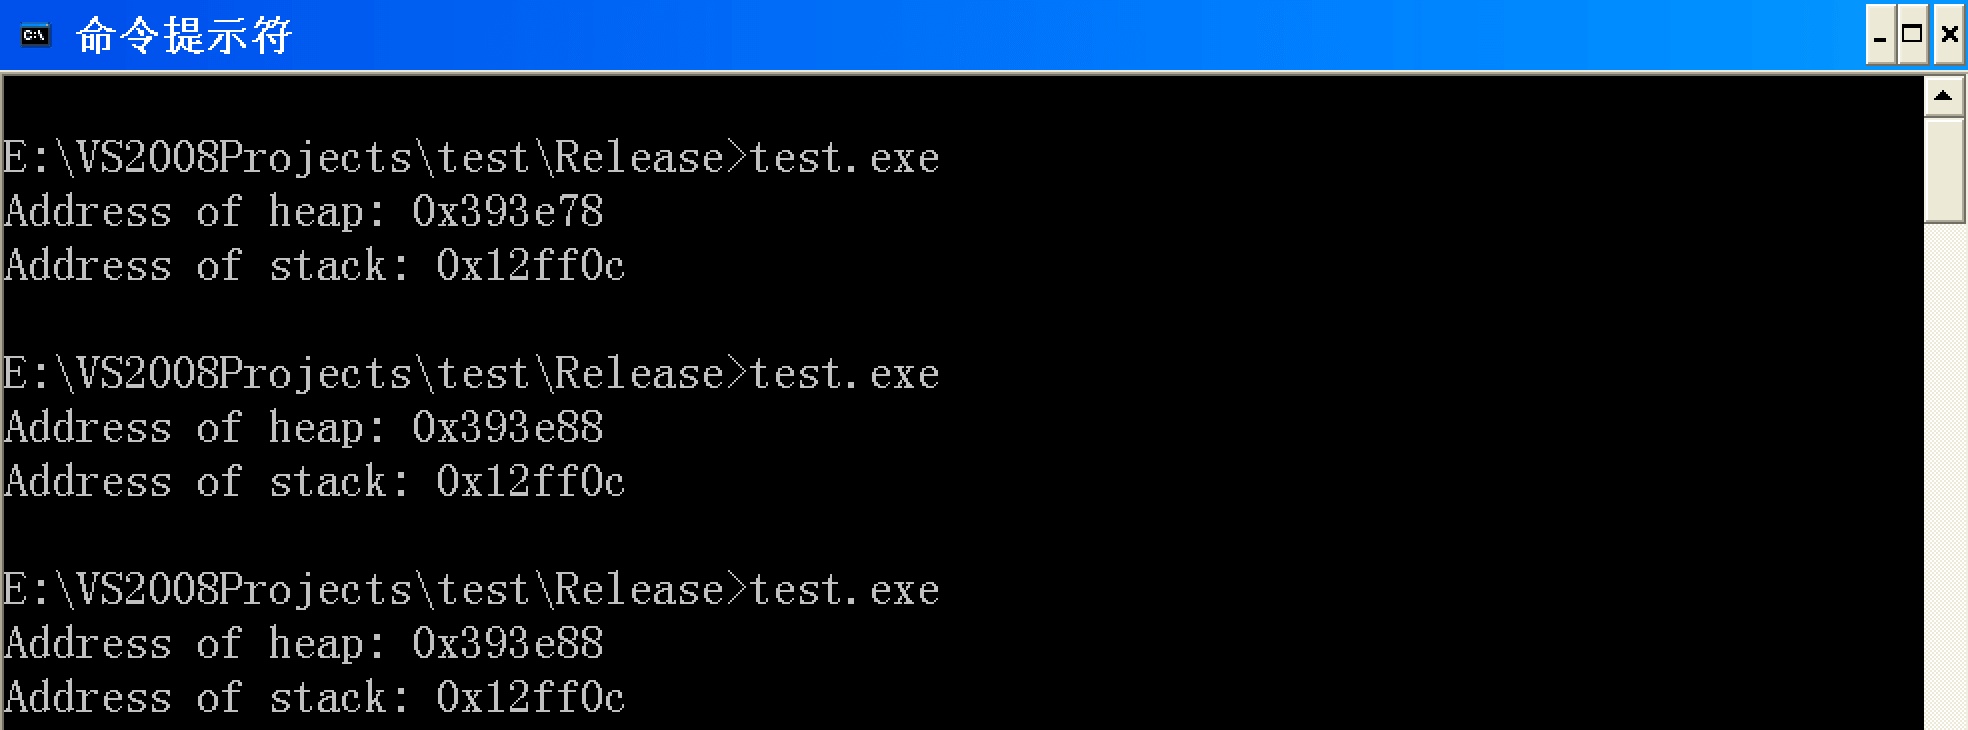 命令提示符
E:\VS2008Projects\test\Release>test.exe
Address of heap: 0x393e78
Address of stack: 0x12ff0c
E:\VS2008Projects\test\Release>test.exe
Address of heap: 0x393e88
Address of stack: 0x12ff0c
E:\VS2008Projects\test\Release>test.exe
Address of heap: 0x393e88
Address of stack: 0x12ff0c